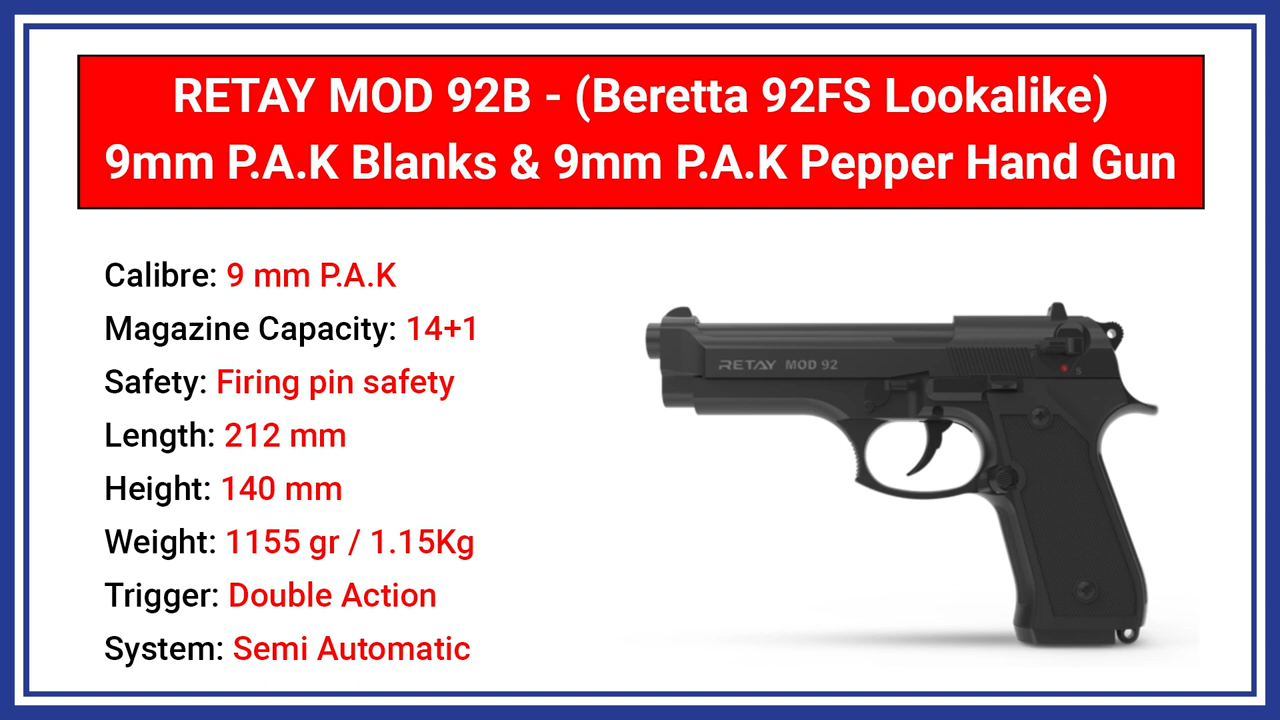 RETAY MOD 92B - (Beretta 92FS Lookalike)
9mm P.A.K Blanks & 9mm P.A.K Pepper Hand Gun
Calibre: 9 mm P.A.K
Magazine Capacity: 14+1
Safety: Firing pin safety
Length: 212 mm
Height: 140 mm
Weight: 1155 gr / 1.15Kg
Trigger: Double Action
System: Semi Automatic
RETAY MOD 92
S